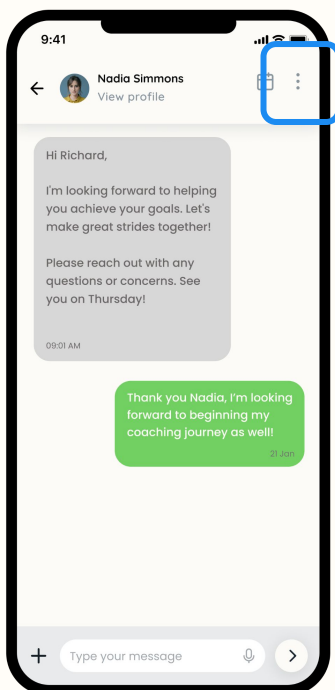 9:41
Nadia Simmons
View profile
Hi Richard,
I'm looking forward to helping
you achieve your goals. Let's
make great strides together!
Please reach out with any
questions or concerns. See
you on Thursday!
09:01 AM
Thank you Nadia, I'm looking
forward to beginning my
coaching journey as well!
21 Jan
Type your message